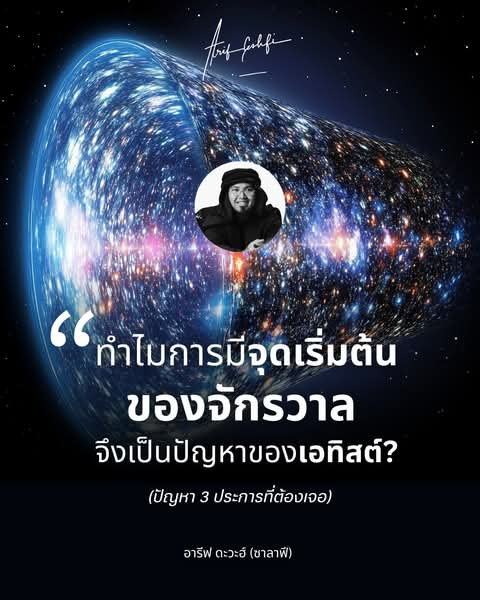 “
ทำไมการมีจุดเริ่มต้น
ของจักรวาล
จึงเป็นปัญหาของเอทิสต์?
(ปัญหา 3 ประการที่ต้องเจอ)
อารีฟ ดะวะฮ์ (ซาลาฟี)